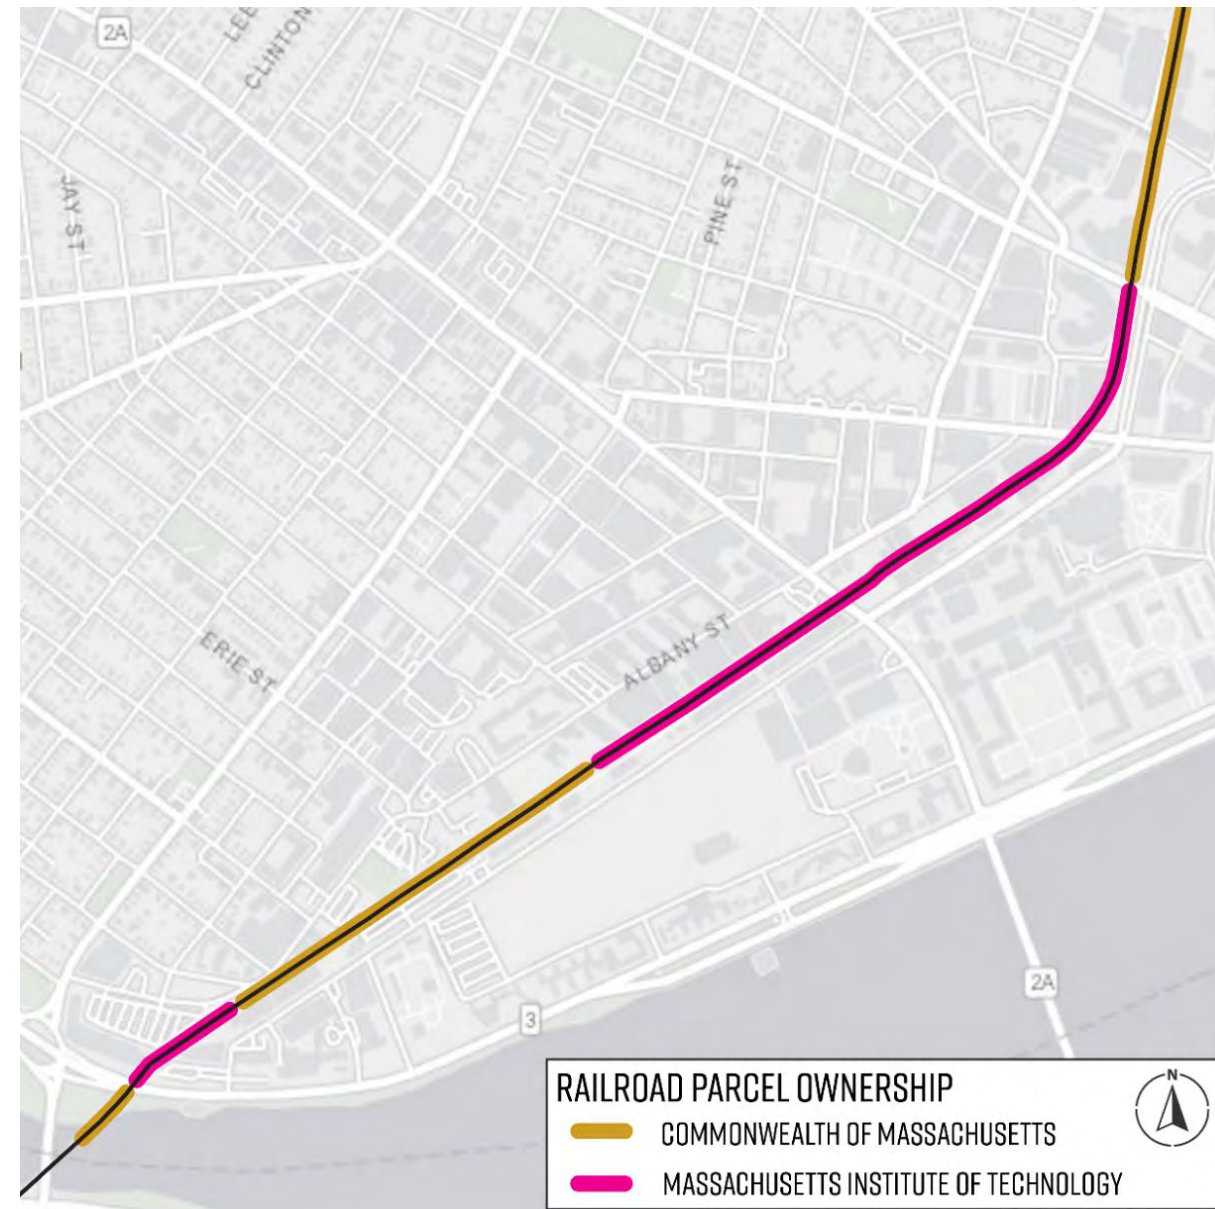 2A
LEE
CLINTON
JAY ST
PINE ST
ERIE ST
ALBANY ST
2A
3
RAILROAD PARCEL OWNERSHIP
N
COMMONWEALTH OF MASSACHUSETTS
MASSACHUSETTS INSTITUTE OF TECHNOLOGY